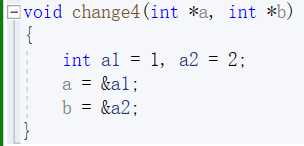 void change4(int *a, int *b)
{
int a1 = 1, a2 = 2;
a = &a1;
b = &a2;
}